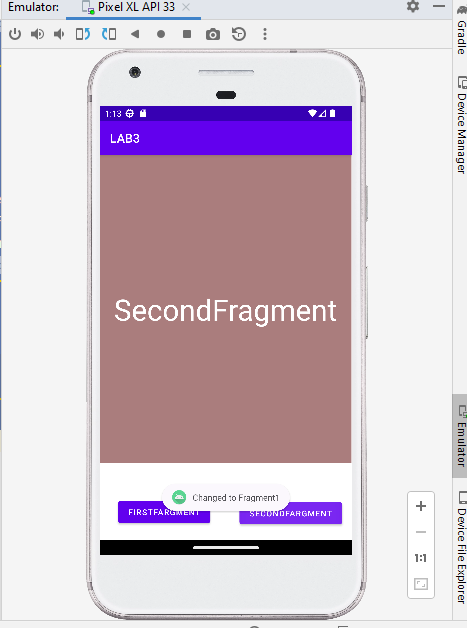 Emulator: Pixel XL API 33
Gradle
Device Manager
1:13
LAB3
SecondFragment
Changed to Fragment1
FIRSTFARGMENT
SECONDFARGMENT
Emulator
1:1
Device File Explorer